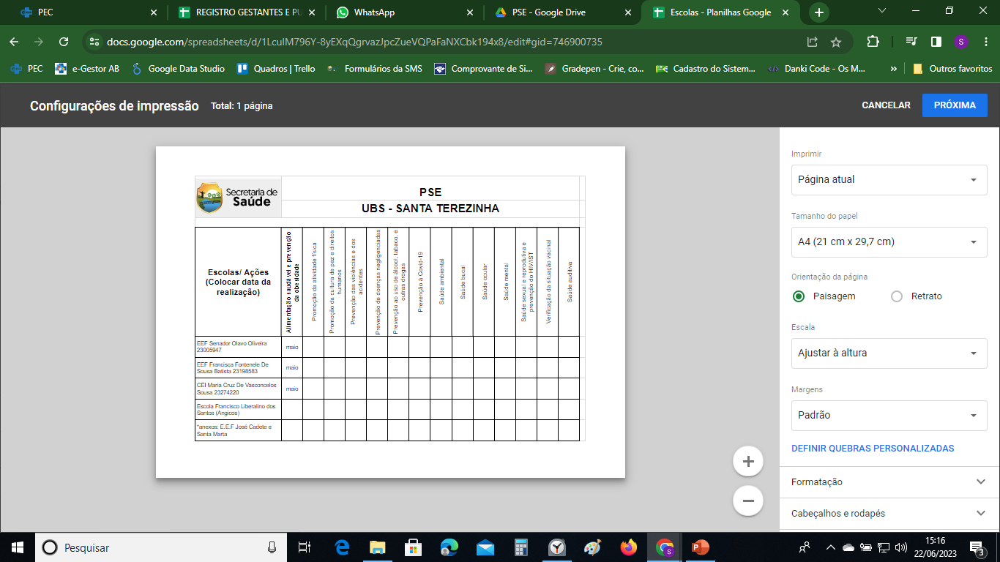 PEC
REGISTRO GESTANTES E PU
WhatsApp
PSE - Google Drive
Escolas - Planilhas Google
docs.google.com/spreadsheets/d/1LculM796Y-8yEXqQgrvazJpcZueVQPaFaNXCbk194x8/edit#gid=746900735
S
PEC
e-Gestor AB
Google Data Studio
Quadros | Trello
Formulários da SMS
Comprovante de Si...
Gradepen - Crie, co...
Cadastro do Sistem...
Danki Code - Os M...
»
Outros favoritos
Configurações de impressão
Total: 1 página
CANCELAR
PRÓXIMA
Secretaria de
Saúde
PSE
UBS - SANTA TEREZINHA
Escolas/ Ações
(Colocar data da
realização)
Alimentação saudável e prevenção
da obesidade
Promoção da atividade física
Promoção da cultura de paz e direitos
humanos
Prevenção das violências e dos
acidentes
Prevenção de doenças negligenciadas
Prevenção ao uso de álcool, tabaco, e
outras drogas
Prevenção à Covid-19
Saúde ambiental
Saúde bucal
Saúde ocular
Saúde mental
Saúde sexual e reprodutiva e
prevenção do HIV/IST
Verificação da situação vacinal
Saúde auditiva
EEF Senador Olavo Oliveira
23005947
maio
EEF Francisca Fontenele De
Sousa Batista 23198583
maio
CEI Maria Cruz De Vasconcelos
Sousa 23274220
maio
Escola Francisco Liberalino dos
Santos (Angicos)
*anexos: E.E.F José Cadete e
Santa Marta
Imprimir
Página atual
Tamanho do papel
A4 (21 cm x 29,7 cm)
Orientação da página
Paisagem
Retrato
Escala
Ajustar à altura
Margens
Padrão
DEFINIR QUEBRAS PERSONALIZADAS
Formatação
Cabeçalhos e rodapés
Pesquisar
S
15:16
22/06/2023
3